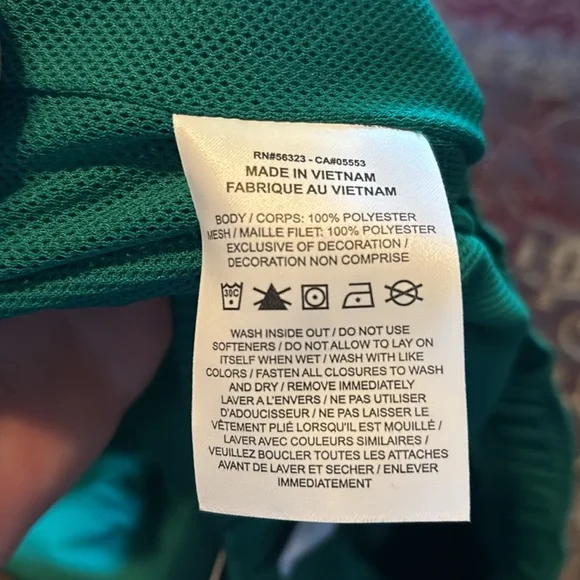 RN#56323 - CA#05553
MADE IN VIETNAM
FABRIQUE AU VIETNAM
BODY / CORPS: 100% POLYESTER
MESH / MAILLE FILET: 100% POLYESTER
EXCLUSIVE OF DECORATION /
DECORATION NON COMPRISE
30C
WASH INSIDE OUT / DO NOT USE
SOFTENERS / DO NOT ALLOW TO LAY ON
ITSELF WHEN WET / WASH WITH LIKE
COLORS / FASTEN ALL CLOSURES TO WASH
AND DRY / REMOVE IMMEDIATELY
LAVER A L'ENVERS / NE PAS UTILISER
D'ADOUCISSEUR / NE PAS LAISSER LE
VÊTEMENT PLIÉ LORSQU'IL EST MOUILLÉ /
LAVER AVEC COULEURS SIMILAIRES /
VEUILLEZ BOUCLER TOUTES LES ATTACHES
AVANT DE LAVER ET SECHER / ENLEVER
IMMEDIATEMENT